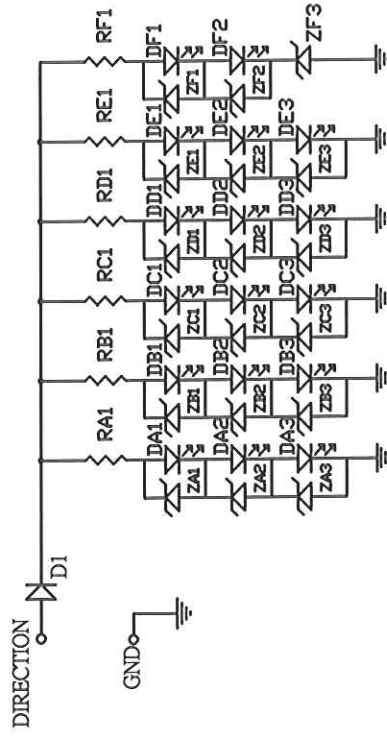 DIRECTION
D1
GND
RA1 RB1 RC1 RD1 RE1 RF1
DA1 DB1 DC1 DD1 DE1 DF1
ZA1 ZB1 ZC1 ZD1 ZE1 ZF1
DA2 DB2 DC2 DD2 DE2 DF2
ZA2 ZB2 ZC2 ZD2 ZE2 ZF2
DA3 DB3 DC3 DD3 DE3 ZF3
ZA3 ZB3 ZC3 ZD3 ZE3